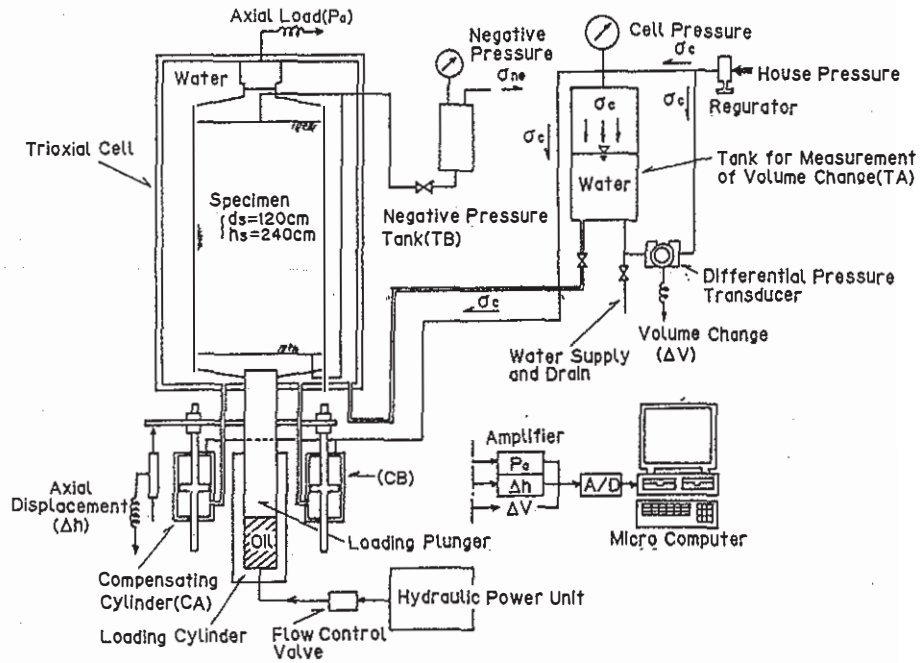 Axial Load(Pa)
Negative
Pressure
σne
Cell Pressure
σc
House Pressure
Regurator
Water
Triaxial Cell
σc
σc
σc
Tank for Measurement
of Volume Change(TA)
Water
Specimen
ds=120cm
hs=240cm
Negative Pressure
Tank(TB)
Differential Pressure
Transducer
σc
Volume Change
(ΔV)
Water Supply
and Drain
Amplifier
Pa
Δh
ΔV
A/D
Micro Computer
(CB)
Axial
Displacement
(Δh)
Oil
Loading Plunger
Compensating
Cylinder(CA)
Loading Cylinder
Flow Control
Valve
Hydraulic Power Unit